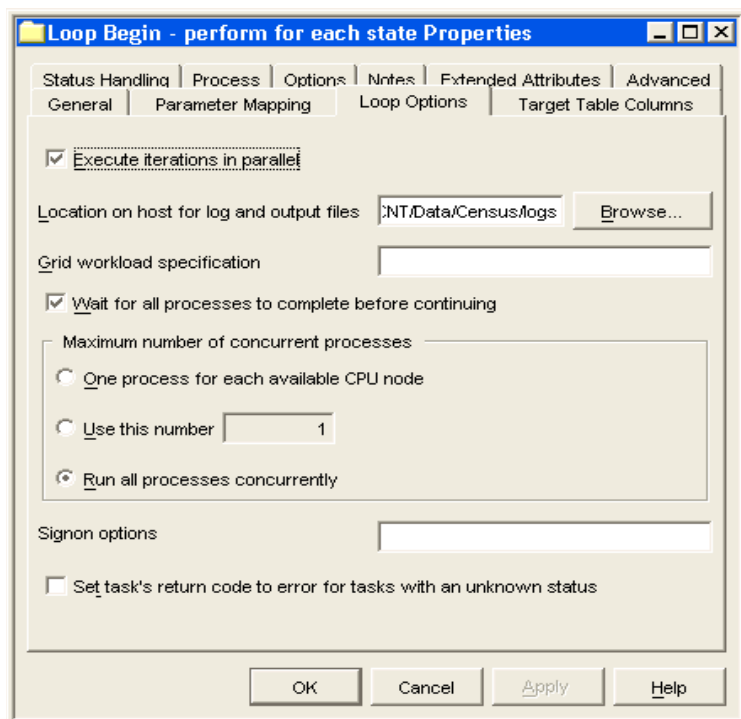 Loop Begin - perform for each state Properties
Status Handling Process Options Notes Extended Attributes Advanced
General Parameter Mapping Loop Options Target Table Columns
Execute iterations in parallel
Location on host for log and output files :NT/Data/Census/logs Browse...
Grid workload specification
Wait for all processes to complete before continuing
Maximum number of concurrent processes
One process for each available CPU node
Use this number 1
Run all processes concurrently
Signon options
Set task's return code to error for tasks with an unknown status
OK Cancel Apply Help